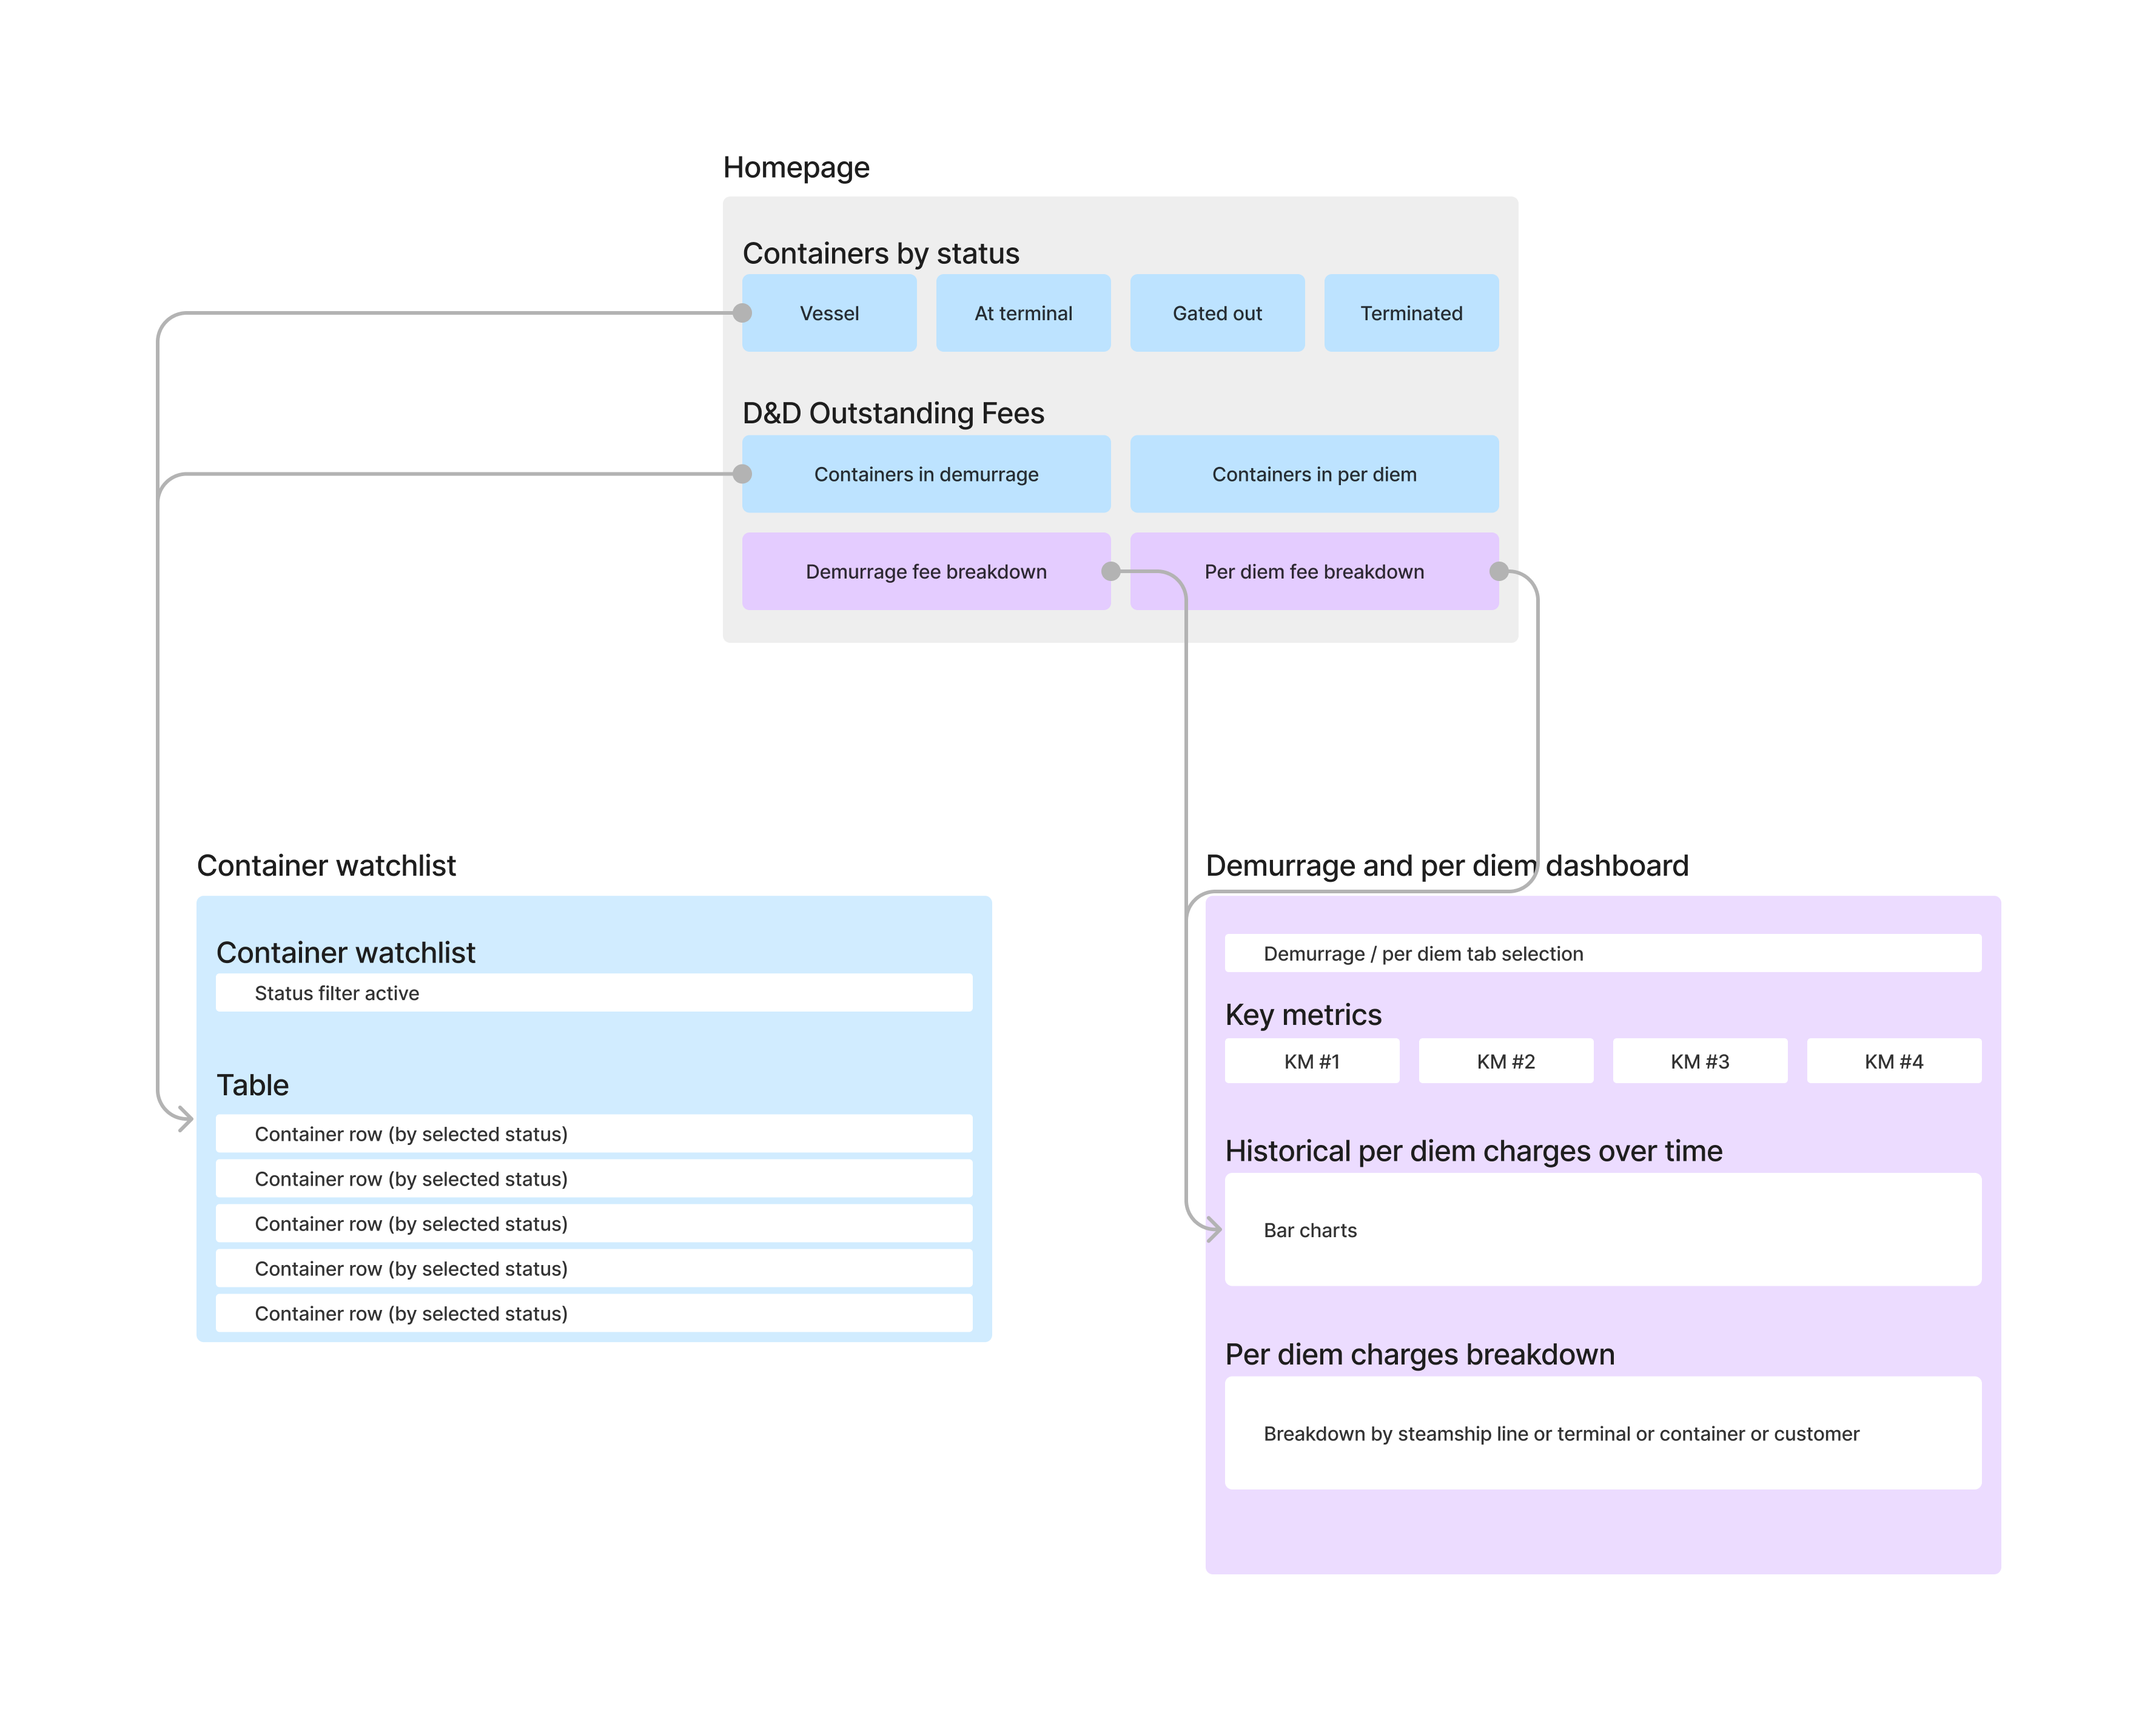 Homepage
Containers by status
Vessel
At terminal
Gated out
Terminated
D&D Outstanding Fees
Containers in demurrage
Containers in per diem
Demurrage fee breakdown
Per diem fee breakdown
Container watchlist
Container watchlist
Status filter active
Table
Container row (by selected status)
Container row (by selected status)
Container row (by selected status)
Container row (by selected status)
Container row (by selected status)
Demurrage and per diem dashboard
Demurrage / per diem tab selection
Key metrics
KM #1
KM #2
KM #3
KM #4
Historical per diem charges over time
Bar charts
Per diem charges breakdown
Breakdown by steamship line or terminal or container or customer